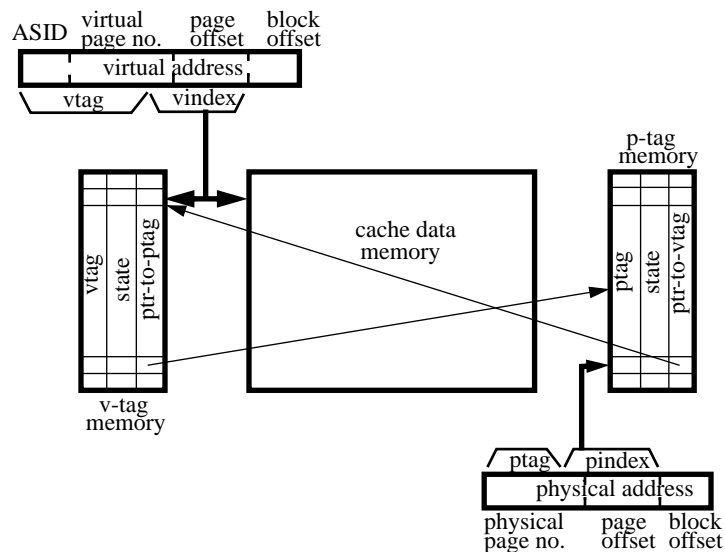 ASID
virtual
page no.
page
offset
block
offset
virtual address
vtag
vindex
p-tag
memory
cache data
memory
vtag
state
ptr-to-ptag
ptag
state
ptr-to-vtag
v-tag
memory
ptag
pindex
physical address
physical
page no.
page
offset
block
offset